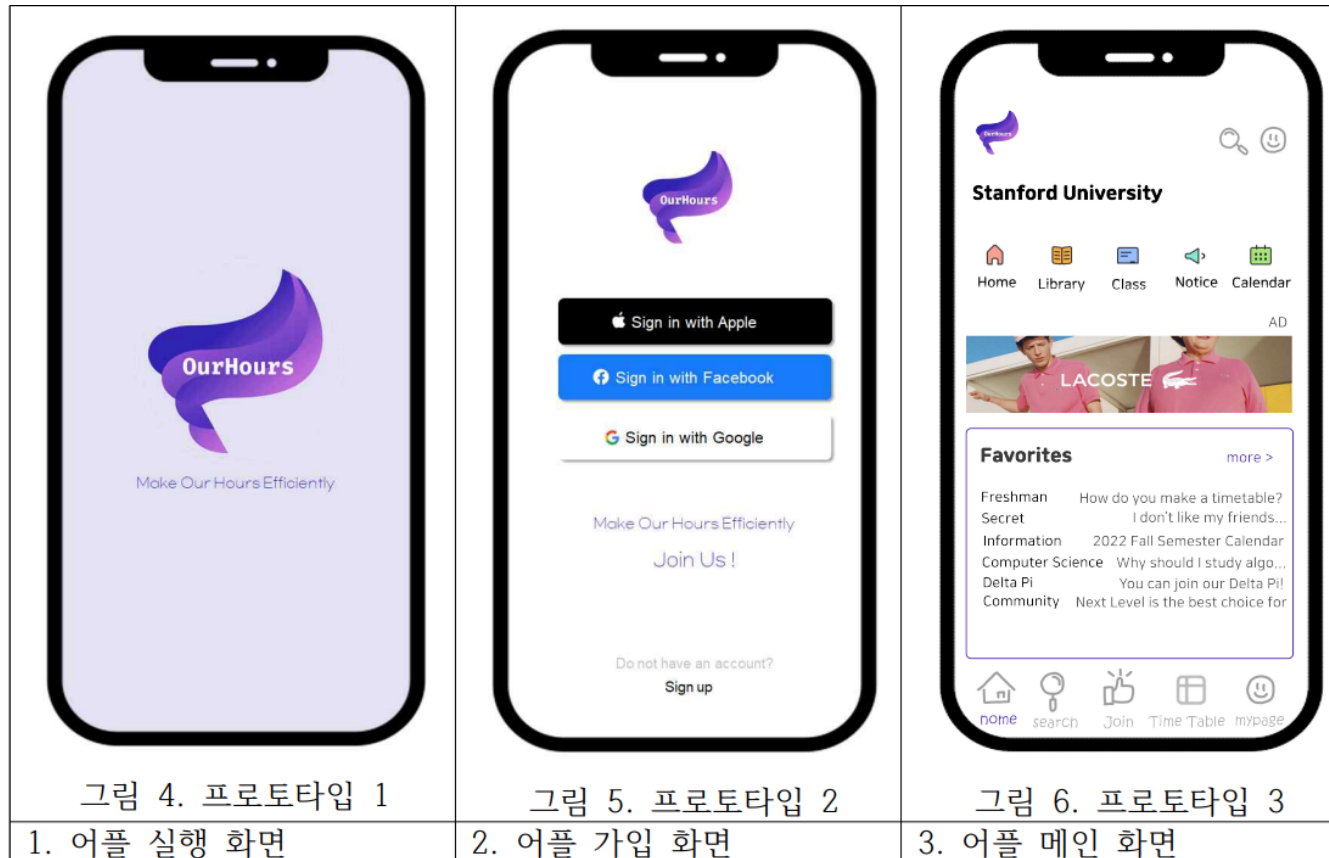 OurHours
Make Our Hours Efficiently
그림 4. 프로토타입 1
1. 어플 실행 화면
OurHours
Sign in with Apple
Sign in with Facebook
Sign in with Google
Make Our Hours Efficiently
Join Us !
Do not have an account?
Sign up
그림 5. 프로토타입 2
2. 어플 가입 화면
OurHours
Stanford University
Home Library Class Notice Calendar
AD
LACOSTE
Favorites more >
Freshman How do you make a timetable?
Secret I don't like my friends...
Information 2022 Fall Semester Calendar
Computer Science Why should I study algo...
Delta Pi You can join our Delta Pi!
Community Next Level is the best choice for
home search Join Time Table mypage
그림 6. 프로토타입 3
3. 어플 메인 화면